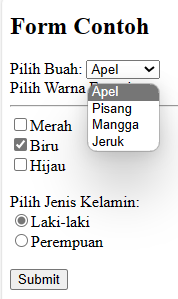 Form Contoh
Pilih Buah: Apel
Pilih Warna
Apel
Pisang
Mangga
Jeruk
Merah
Biru
Hijau
Pilih Jenis Kelamin:
Laki-laki
Perempuan
Submit